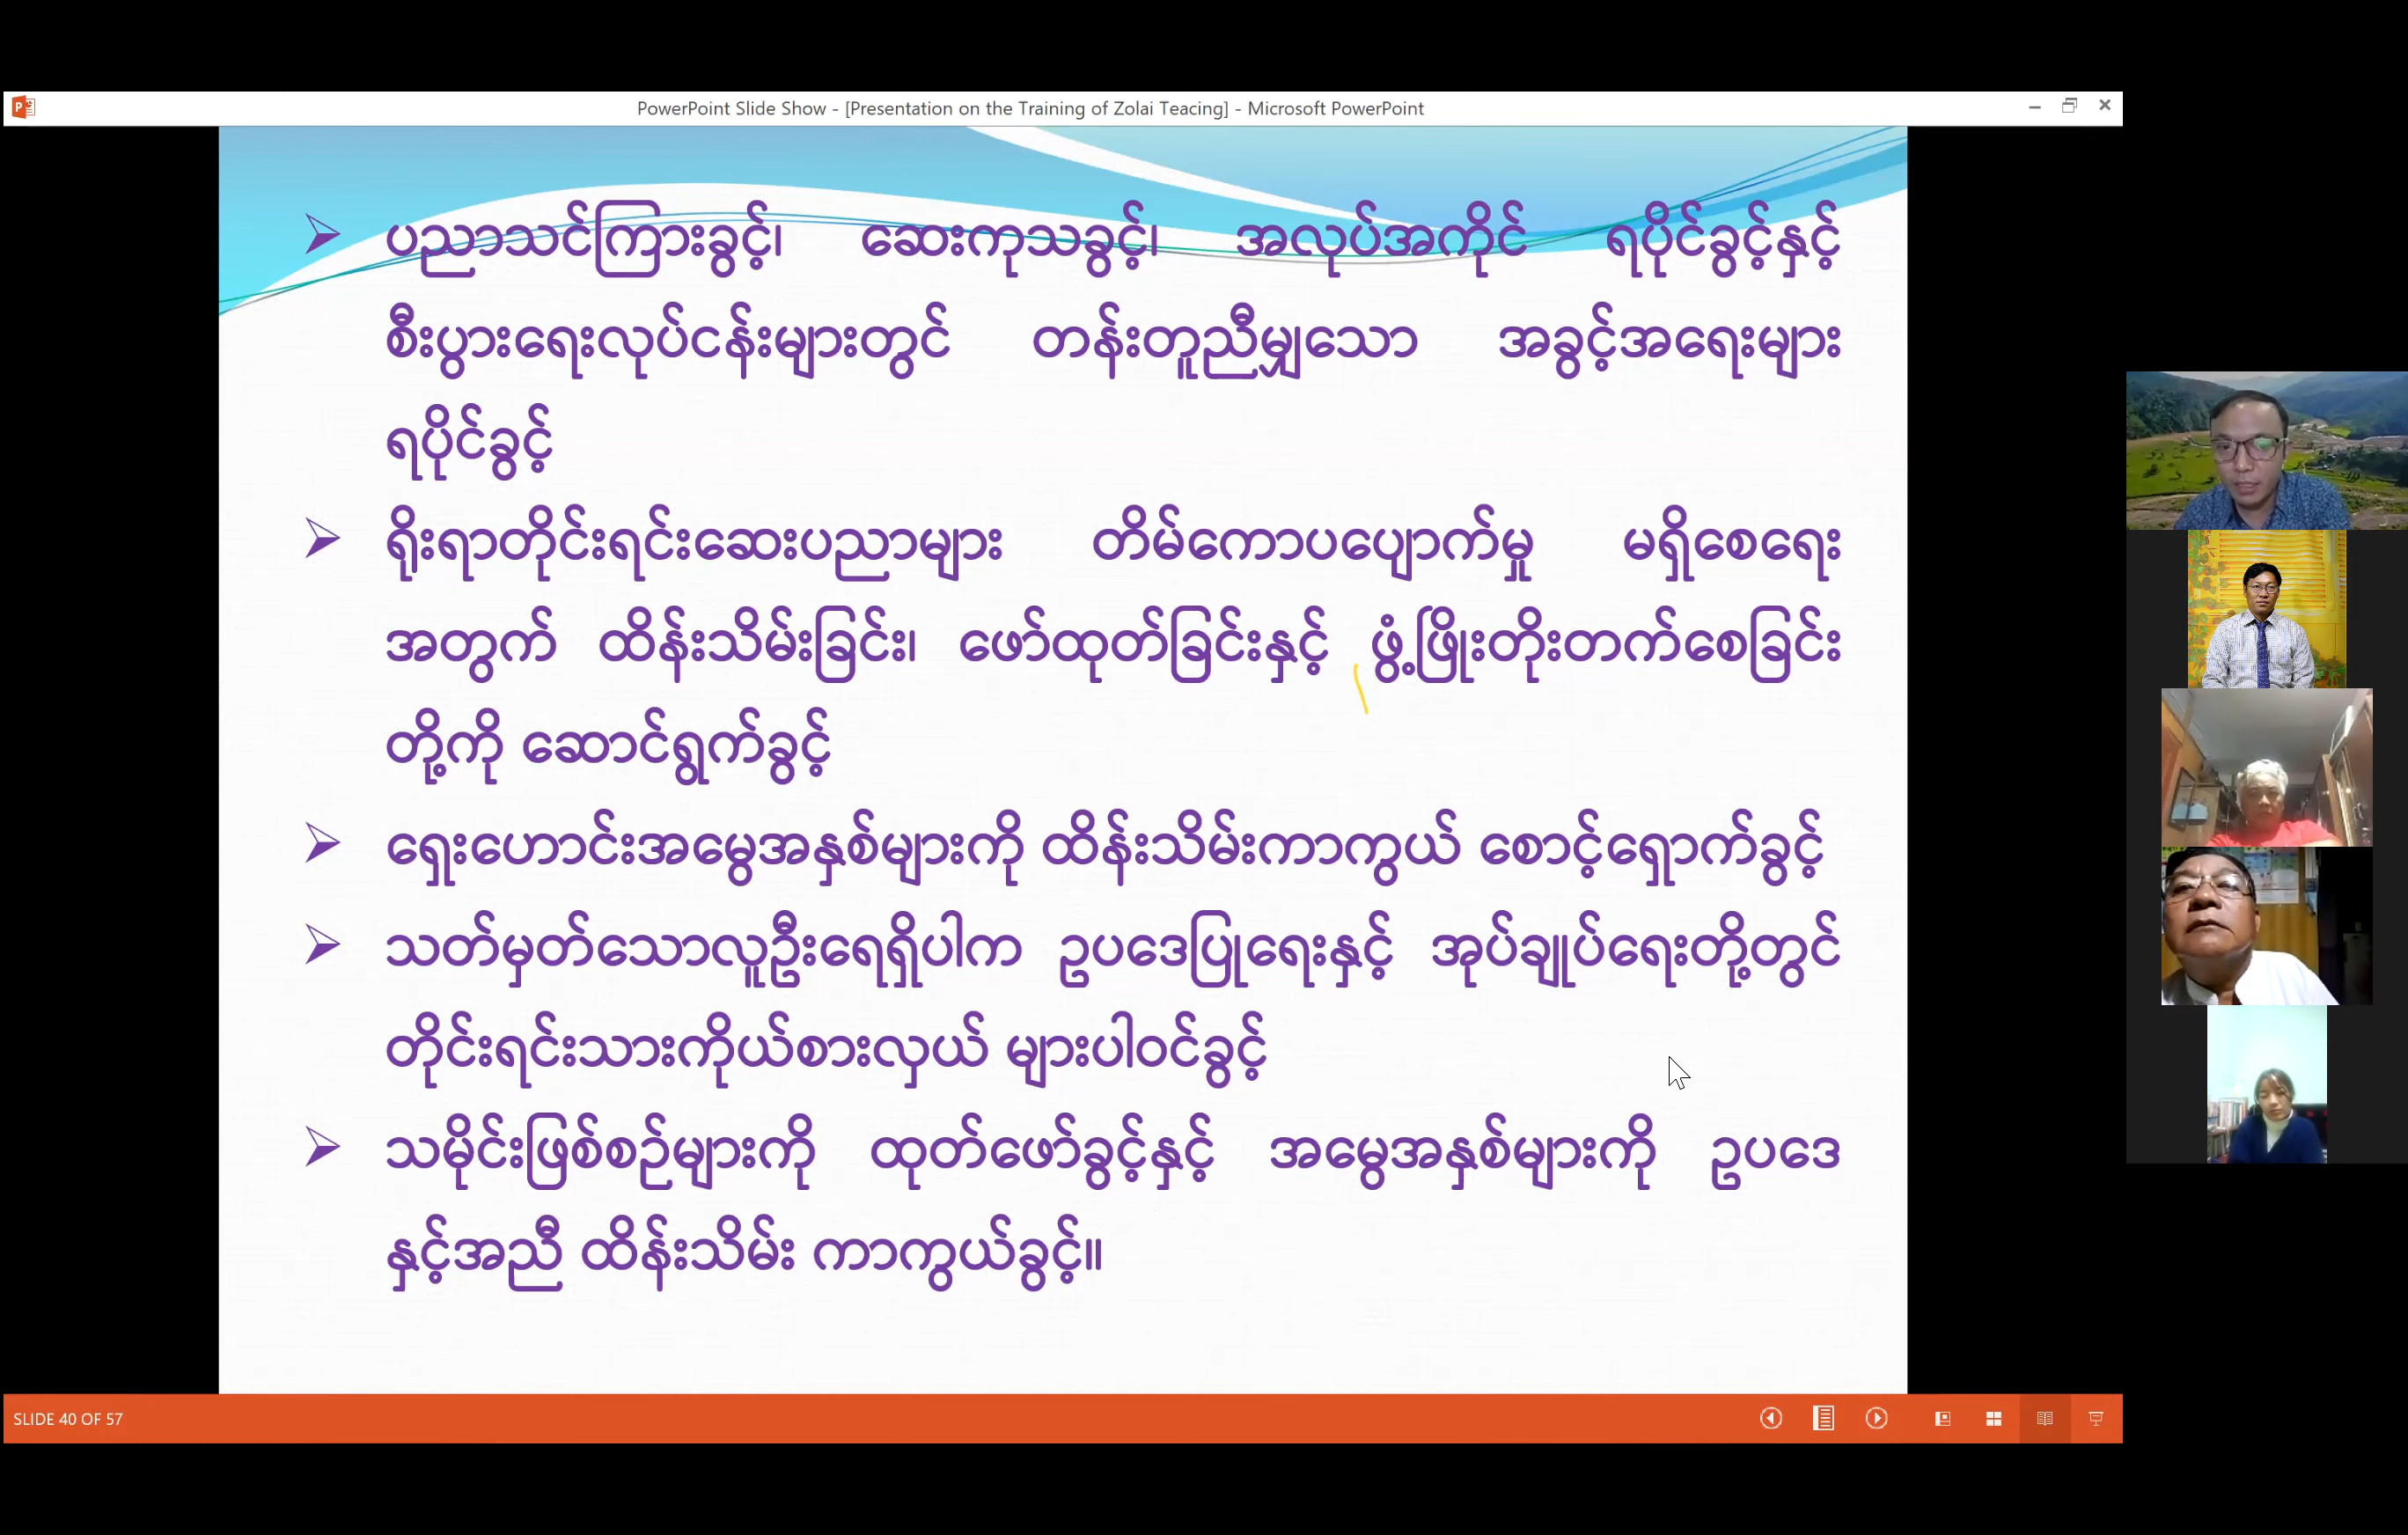 PowerPoint Slide Show - [Presentation on the Training of Zolai Teacing] - Microsoft PowerPoint
➢ ပညာသင်ကြားခွင့်၊ ဆေးကုသခွင့်၊ အလုပ်အကိုင် ရပိုင်ခွင့်နှင့်
စီးပွားရေးလုပ်ငန်းများတွင် တန်းတူညီမျှသော အခွင့်အရေးများ
ရပိုင်ခွင့်
➢ ရိုးရာတိုင်းရင်းဆေးပညာများ တိမ်ကောပပျောက်မှု မရှိစေရေး
အတွက် ထိန်းသိမ်းခြင်း၊ ဖော်ထုတ်ခြင်းနှင့် ဖွံ့ဖြိုးတိုးတက်စေခြင်း
တို့ကို ဆောင်ရွက်ခွင့်
➢ ရှေးဟောင်းအမွေအနှစ်များကို ထိန်းသိမ်းကာကွယ် စောင့်ရှောက်ခွင့်
➢ သတ်မှတ်သောလူဦးရေရှိပါက ဥပဒေပြုရေးနှင့် အုပ်ချုပ်ရေးတို့တွင်
တိုင်းရင်းသားကိုယ်စားလှယ် များပါဝင်ခွင့်
➢ သမိုင်းဖြစ်စဉ်များကို ထုတ်ဖော်ခွင့်နှင့် အမွေအနှစ်များကို ဥပဒေ
နှင့်အညီ ထိန်းသိမ်း ကာကွယ်ခွင့်။
SLIDE 40 OF 57